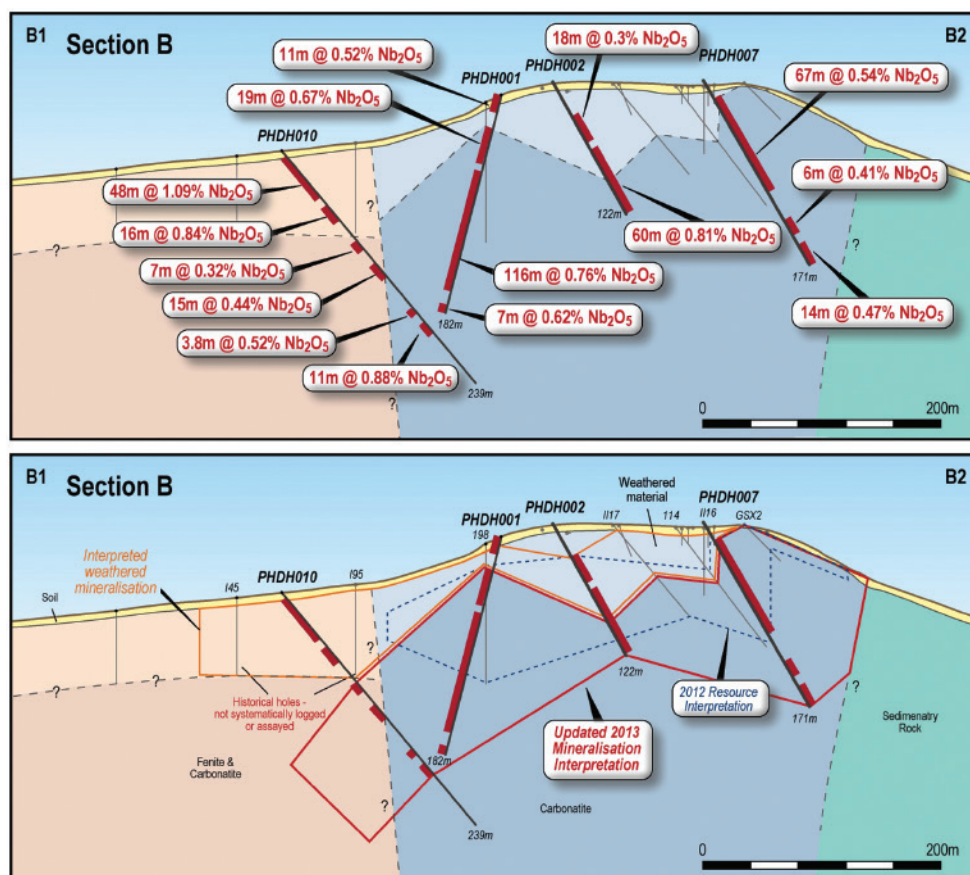 B1
Section B
B2
11m @ 0.52% Nb₂O₅
18m @ 0.3% Nb₂O₅
PHDH001
PHDH002
PHDH007
19m @ 0.67% Nb₂O₅
67m @ 0.54% Nb₂O₅
PHDH010
48m @ 1.09% Nb₂O₅
6m @ 0.41% Nb₂O₅
16m @ 0.84% Nb₂O₅
?
122m
60m @ 0.81% Nb₂O₅
?
?
7m @ 0.32% Nb₂O₅
116m @ 0.76% Nb₂O₅
171m
15m @ 0.44% Nb₂O₅
7m @ 0.62% Nb₂O₅
14m @ 0.47% Nb₂O₅
182m
3.8m @ 0.52% Nb₂O₅
11m @ 0.88% Nb₂O₅
239m
?
0
200m
B1
Section B
B2
Weathered
material
PHDH007
PHDH002
II17
114
II16
GSX2
PHDH001
198
Interpreted
weathered
mineralisation
PHDH010
Soil
I45
I95
?
?
?
Historical holes -
not systematically logged
or assayed
122m
2012 Resource
Interpretation
171m
?
Updated 2013
Mineralisation
Interpretation
Sedimenatry
Rock
Fenite &
Carbonatite
182m
Carbonatite
?
239m
0
200m